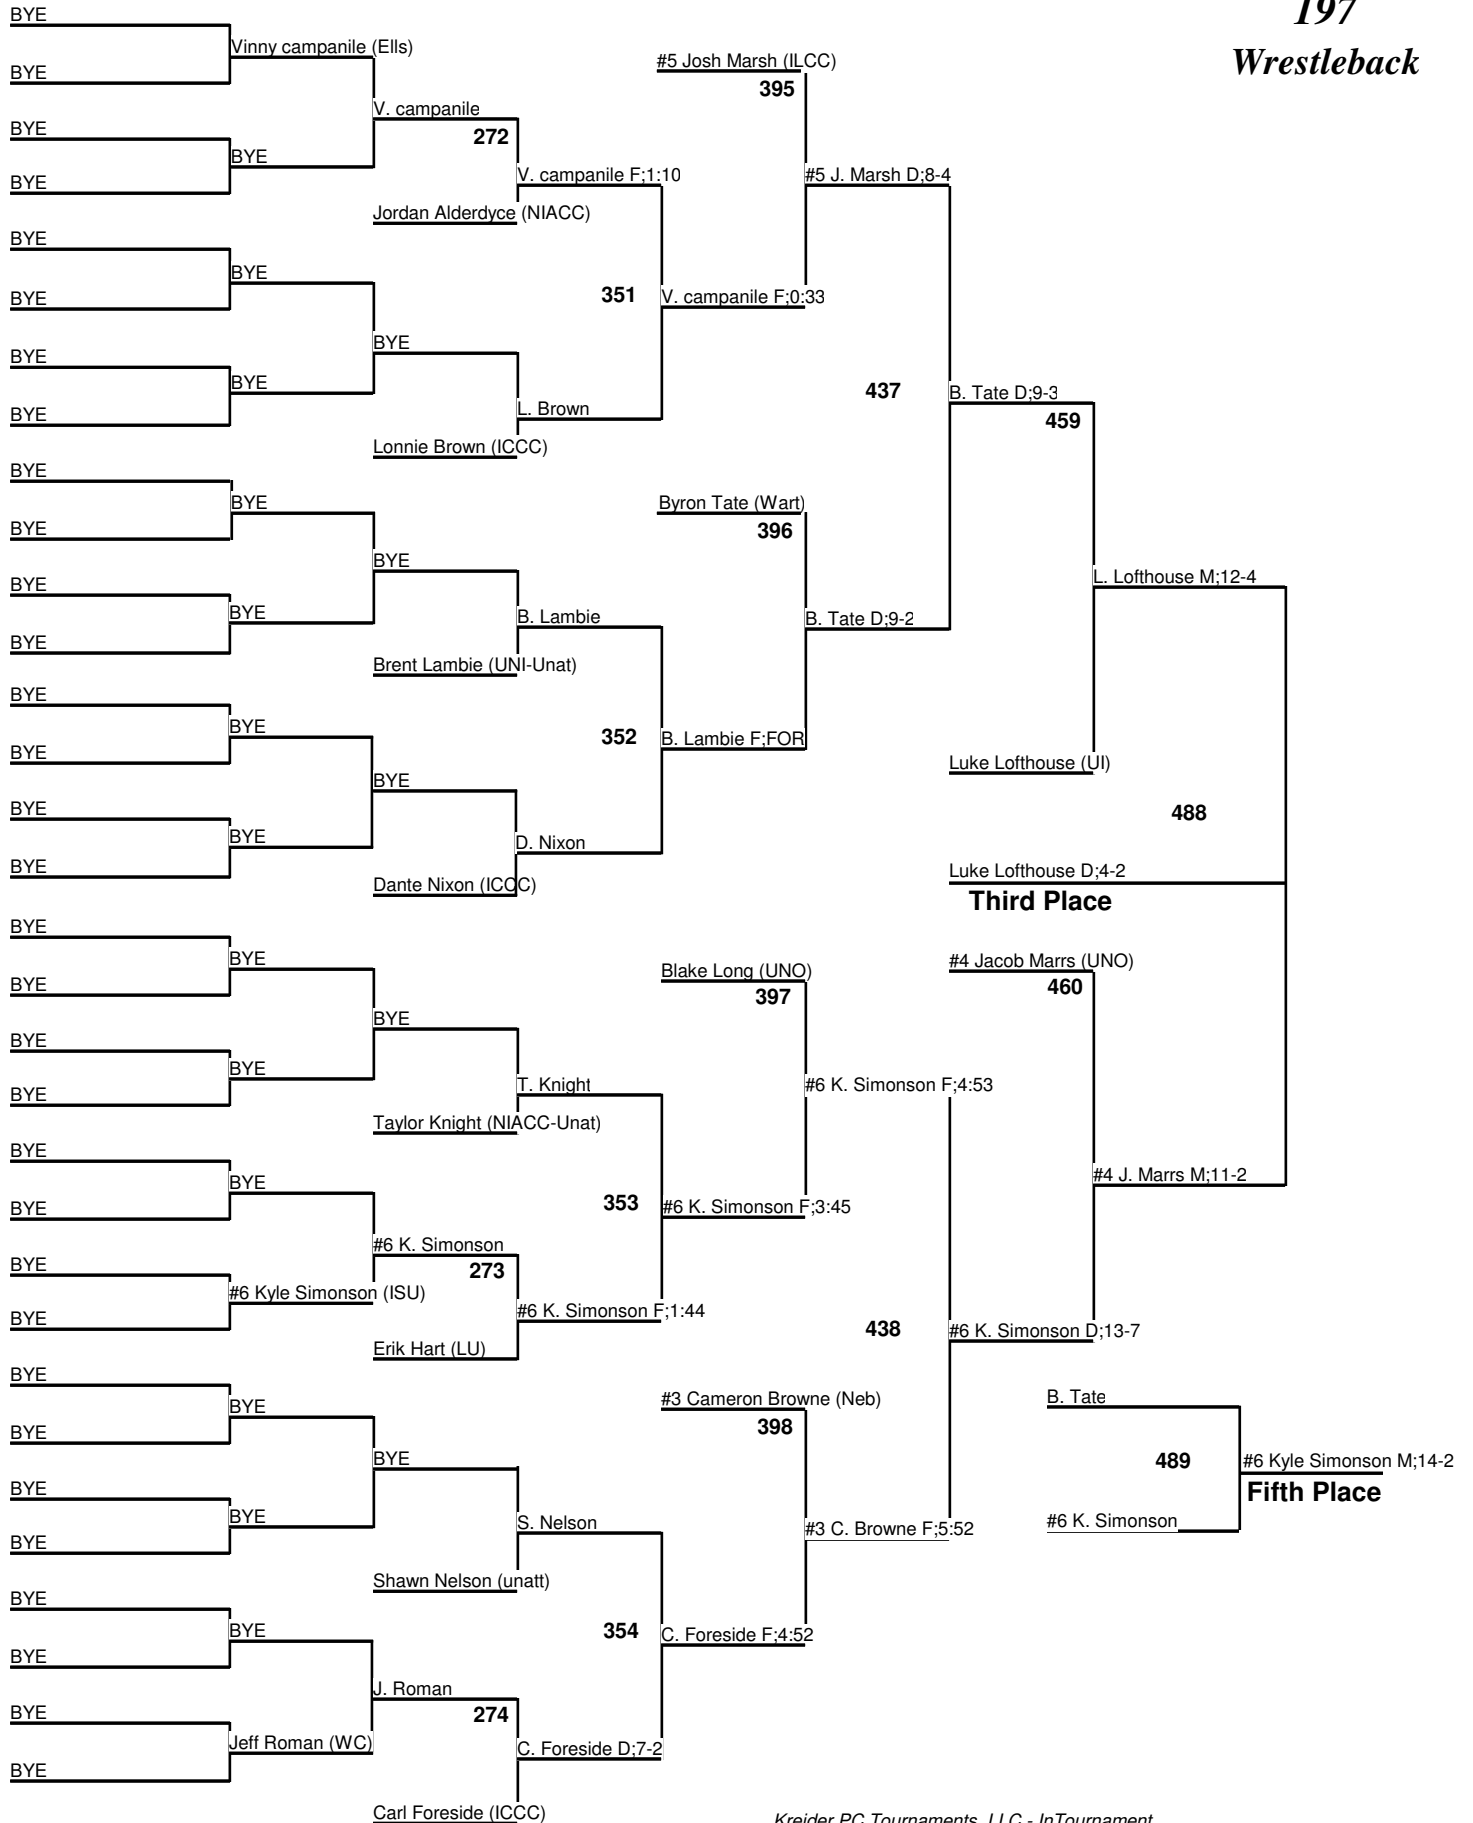 197
Wrestleback
BYE
Vinny campanile (Ells)
BYE
V. campanile
272
BYE
BYE
BYE
V. campanile F;1:10
Jordan Alderdyce (NIACC)
#5 Josh Marsh (ILCC)
395
#5 J. Marsh D;8-4
BYE
BYE
BYE
351
V. campanile F;0:33
BYE
BYE
BYE
BYE
L. Brown
Lonnie Brown (ICCC)
437
B. Tate D;9-3
459
BYE
BYE
BYE
BYE
Byron Tate (Wart)
396
BYE
BYE
BYE
B. Lambie
Brent Lambie (UNI-Unat)
B. Tate D;9-2
L. Lofthouse M;12-4
BYE
BYE
BYE
352
B. Lambie F;FOR
BYE
BYE
BYE
BYE
D. Nixon
Dante Nixon (ICCC)
Luke Lofthouse (UI)
488
Luke Lofthouse D;4-2
Third Place
BYE
BYE
BYE
BYE
Blake Long (UNO)
397
#4 Jacob Marrs (UNO)
460
BYE
BYE
BYE
T. Knight
Taylor Knight (NIACC-Unat)
#6 K. Simonson F;4:53
BYE
BYE
BYE
353
#6 K. Simonson F;3:45
#4 J. Marrs M;11-2
#6 K. Simonson
273
BYE
#6 Kyle Simonson (ISU)
BYE
#6 K. Simonson F;1:44
Erik Hart (LU)
438
#6 K. Simonson D;13-7
BYE
BYE
BYE
BYE
#3 Cameron Browne (Neb)
398
B. Tate
489
#6 Kyle Simonson M;14-2
Fifth Place
#6 K. Simonson
BYE
BYE
BYE
S. Nelson
Shawn Nelson (unatt)
#3 C. Browne F;5:52
BYE
BYE
BYE
354
C. Foreside F;4:52
J. Roman
274
BYE
Jeff Roman (WC)
BYE
C. Foreside D;7-2
Carl Foreside (ICCC)
Kreider PC Tournaments, LLC - InTournament